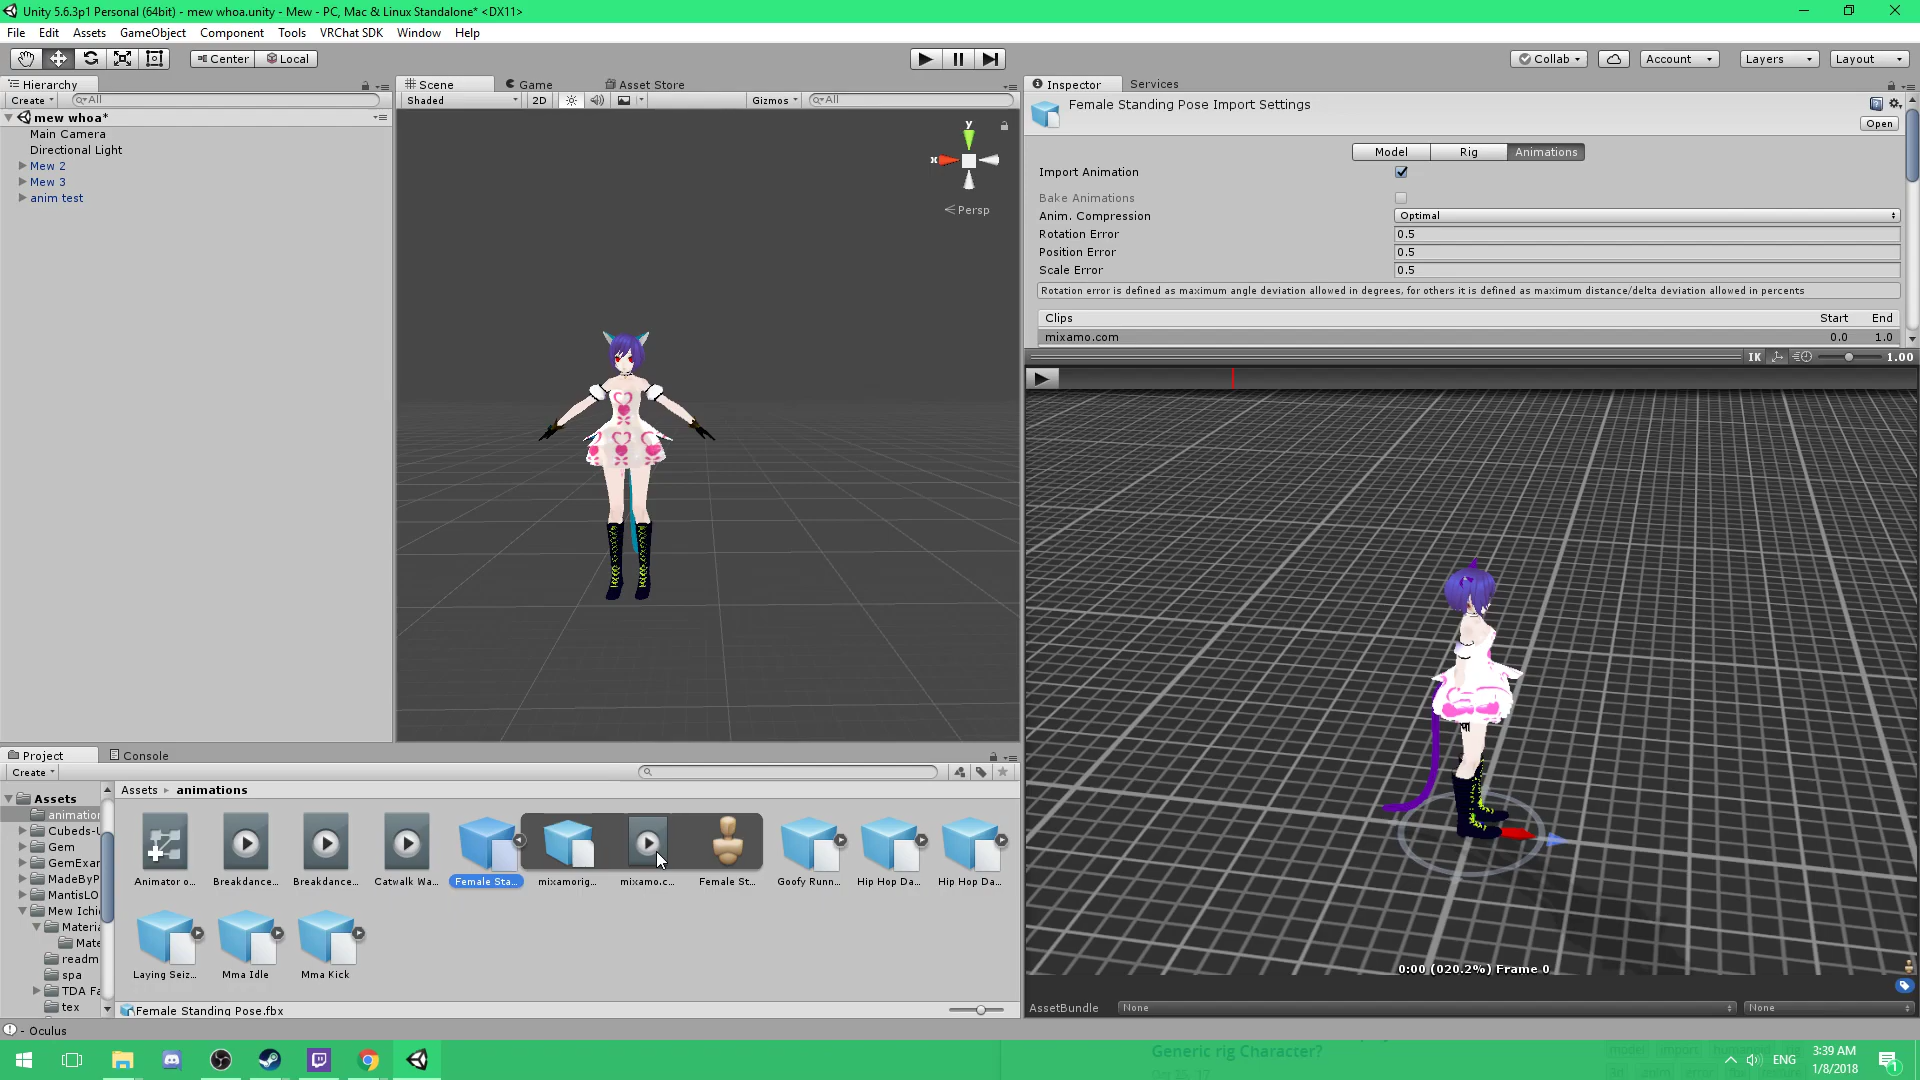 Unity 5.6.3p1 Personal (64bit) - mew whoa.unity - Mew - PC, Mac & Linux Standalone* <DX11>
File Edit Assets GameObject Component Tools VRChat SDK Window Help
Center Local
Collab Account Layers Layout
Hierarchy
Create All
mew whoa*
Main Camera
Directional Light
Mew 2
Mew 3
anim test
Scene Game Asset Store
Shaded 2D Gizmos All
y
x
Persp
Inspector Services
Female Standing Pose Import Settings
Open
Model Rig Animations
Import Animation
Bake Animations
Anim. Compression Optimal
Rotation Error 0.5
Position Error 0.5
Scale Error 0.5
Rotation error is defined as maximum angle deviation allowed in degrees, for others it is defined as maximum distance/delta deviation allowed in percents
Clips Start End
mixamo.com 0.0 1.0
IK 1.00
0:00 (020.2%) Frame 0
AssetBundle None None
Project Console
Create
Assets
animation
Cubeds-U
Gem
GemExar
MadeByP
MantisLO
Mew Ichi
Materia
Mate
readm
spa
TDA Fa
tex
Assets animations
Animator o... Breakdance... Breakdance... Catwalk Wa... Female Sta... mixamorig... mixamo.c... Female St... Goofy Runn... Hip Hop Da... Hip Hop Da...
Laying Seiz... Mma Idle Mma Kick
Female Standing Pose.fbx
- Oculus
Generic rig Character?
ENG
3:39 AM
1/8/2018
1